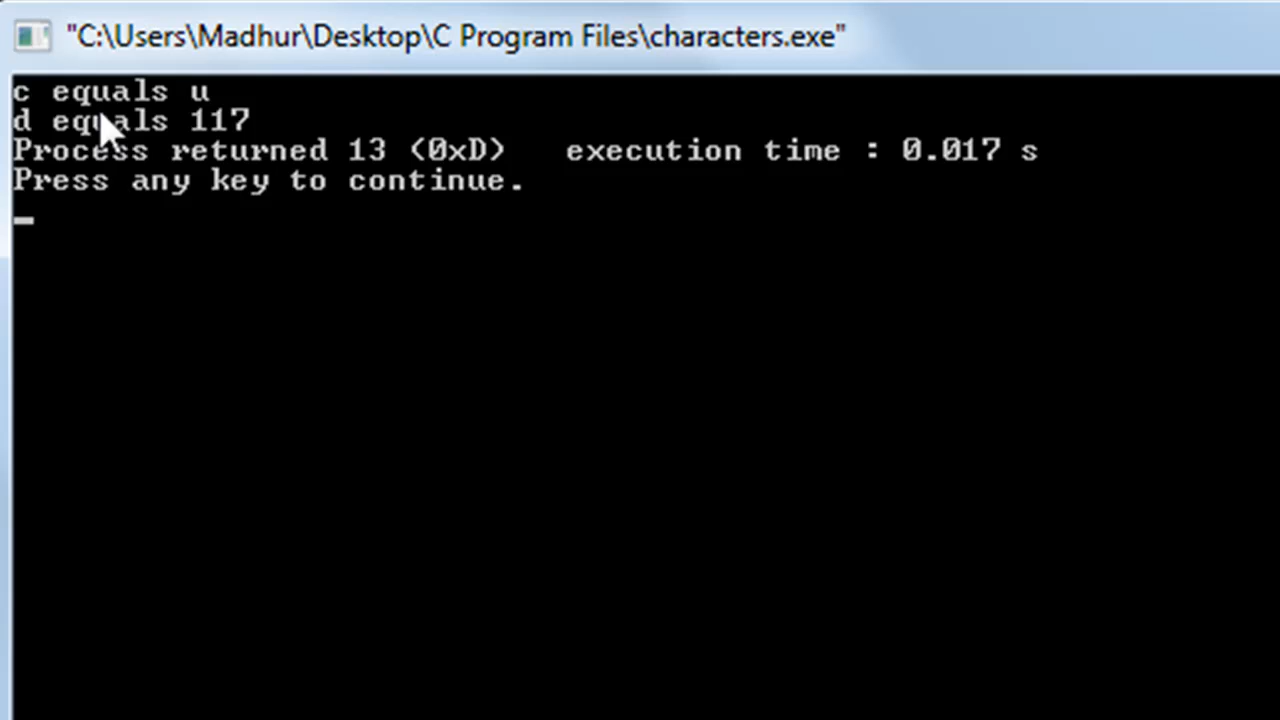 "C:\Users\Madhur\Desktop\C Program Files\characters.exe"
c equals u
d equals 117
Process returned 13 (0xD)   execution time : 0.017 s
Press any key to continue.